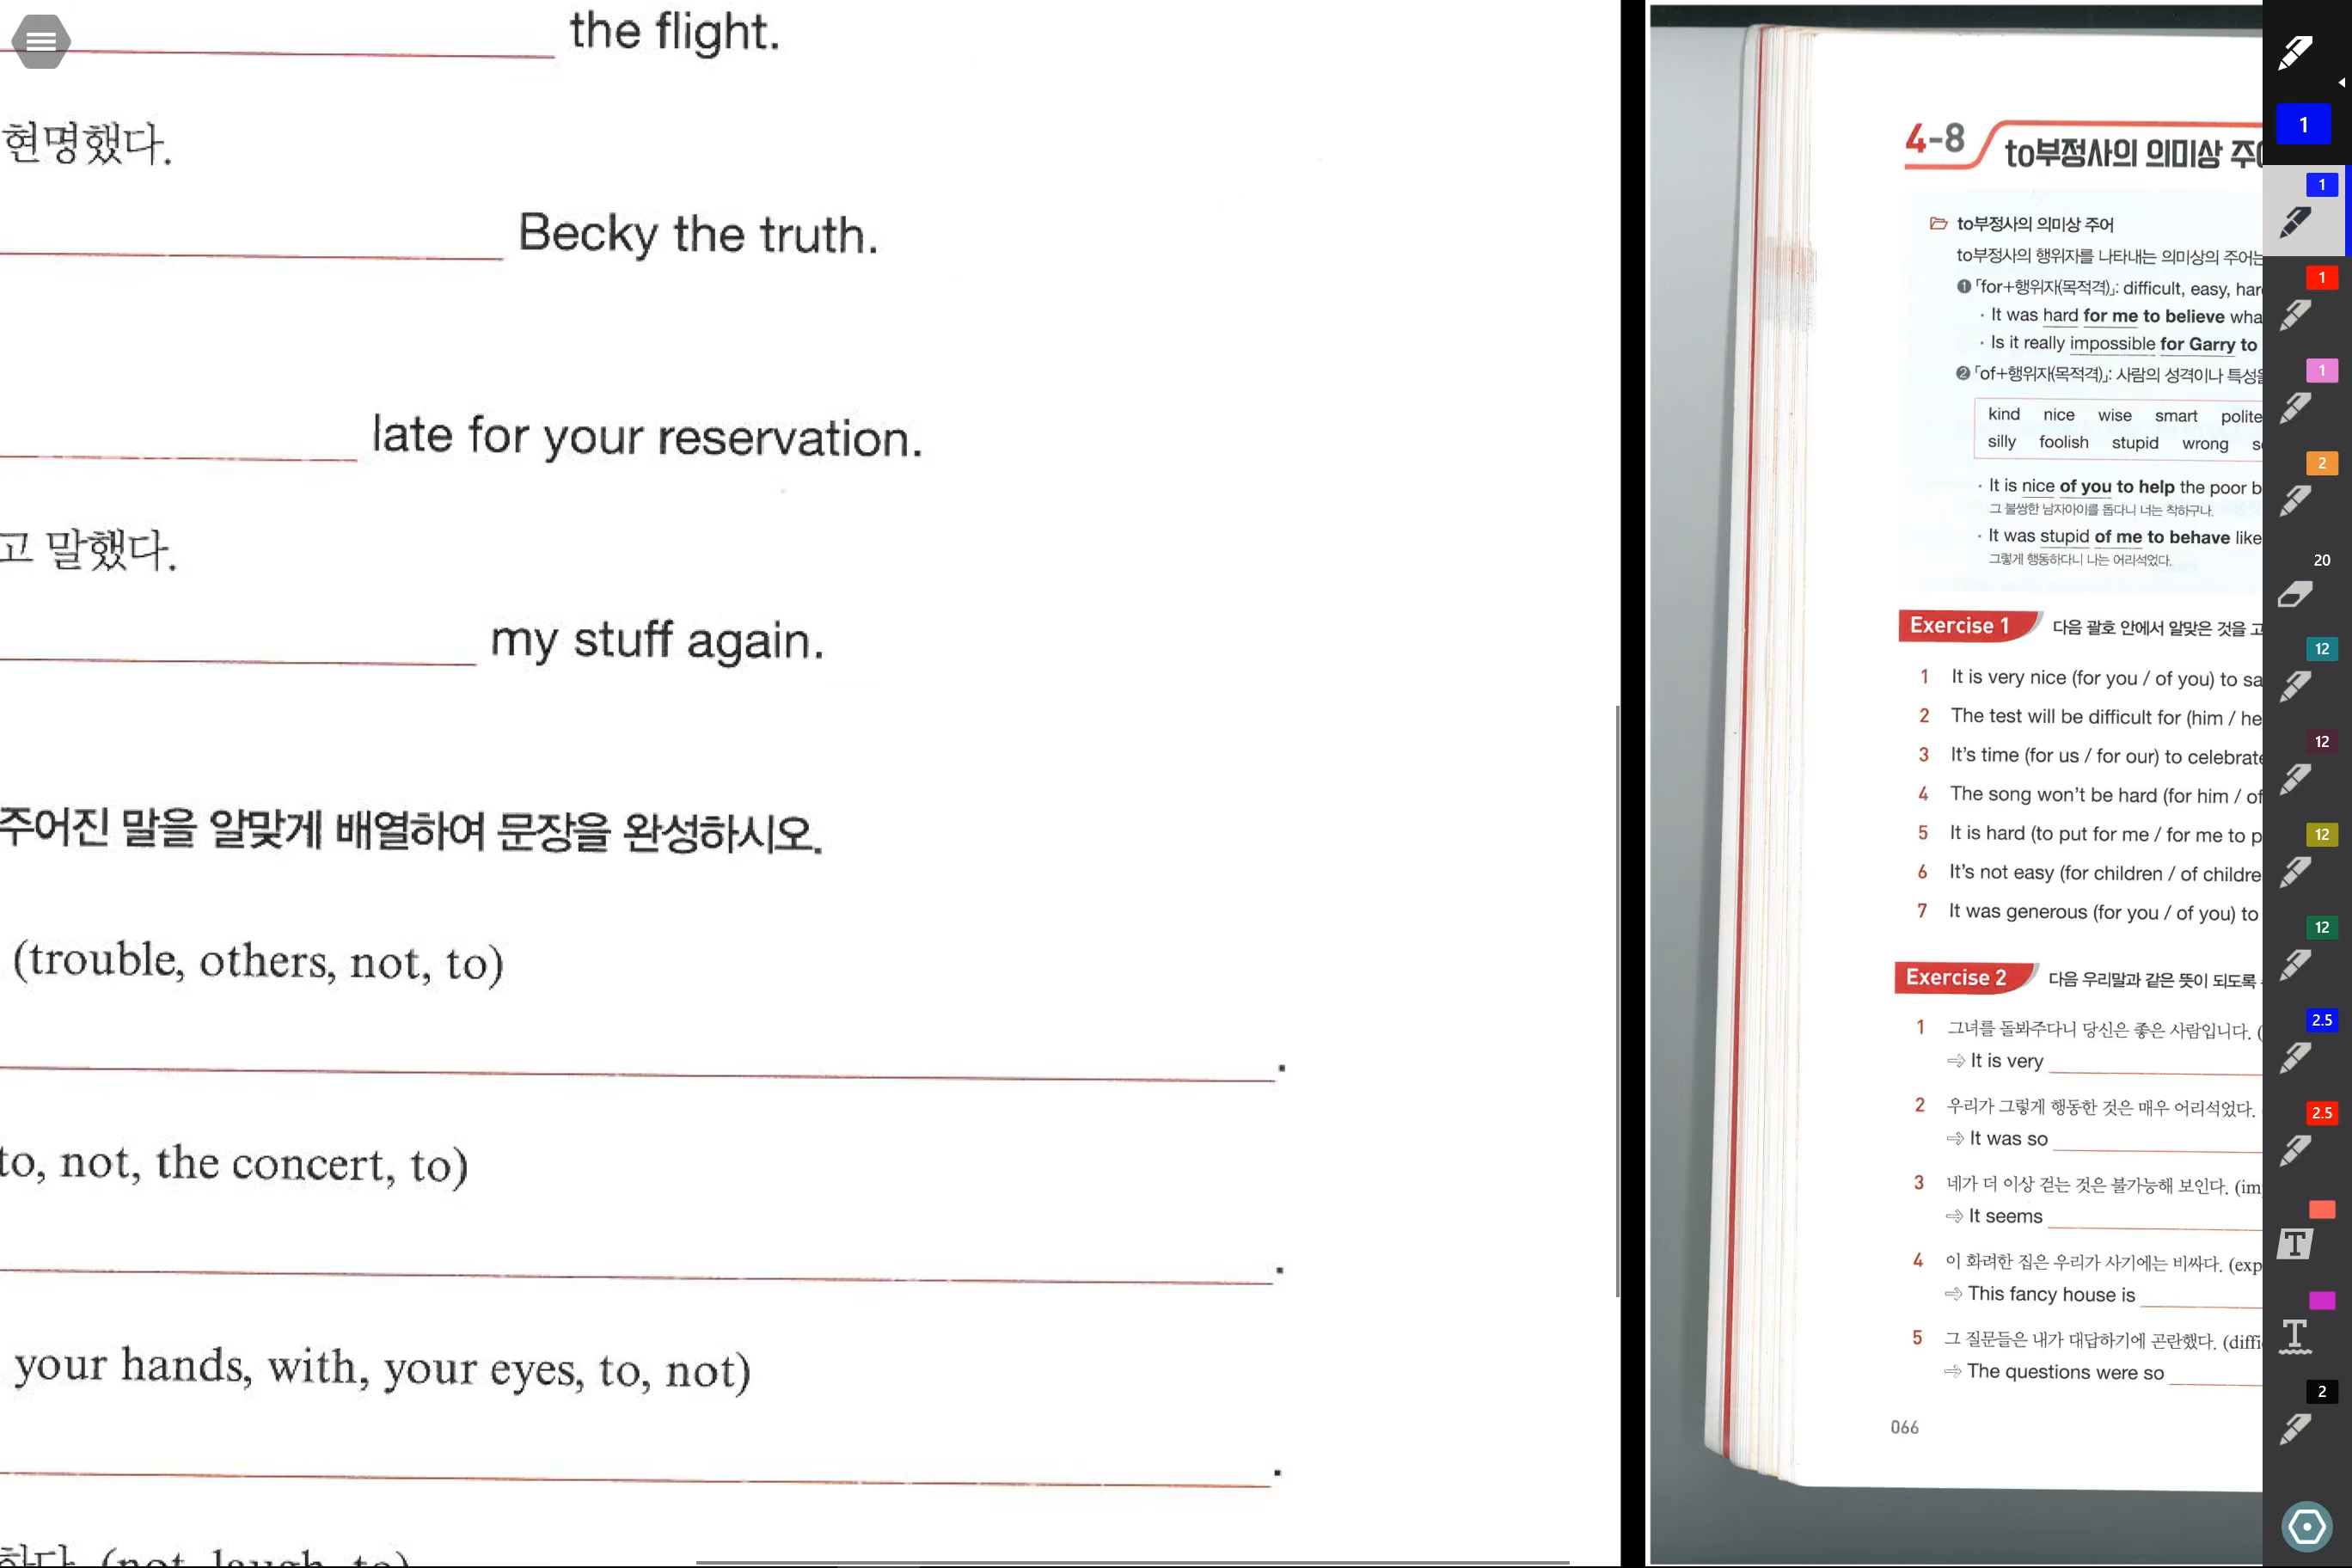 the flight.
현명했다.
Becky the truth.
late for your reservation.
고 말했다.
my stuff again.
주어진 말을 알맞게 배열하여 문장을 완성하시오.
(trouble, others, not, to)
.
to, not, the concert, to)
.
your hands, with, your eyes, to, not)
.
(not, laugh, to)
4-8 to부정사의 의미상 주
to부정사의 의미상 주어
to부정사의 행위자를 나타내는 의미상의 주어는
❶ 「for+행위자(목적격)」: difficult, easy, har
· It was hard for me to believe wha
· Is it really impossible for Garry to
❷ 「of+행위자(목적격)」: 사람의 성격이나 특성을
kind nice wise smart polite
silly foolish stupid wrong s
· It is nice of you to help the poor b
그 불쌍한 남자아이를 돕다니 너는 착하구나.
· It was stupid of me to behave like
그렇게 행동하다니 나는 어리석었다.
Exercise 1 다음 괄호 안에서 알맞은 것을 고
1 It is very nice (for you / of you) to sa
2 The test will be difficult for (him / he
3 It's time (for us / for our) to celebrate
4 The song won't be hard (for him / of
5 It is hard (to put for me / for me to p
6 It's not easy (for children / of childre
7 It was generous (for you / of you) to
Exercise 2 다음 우리말과 같은 뜻이 되도록
1 그녀를 돌봐주다니 당신은 좋은 사람입니다. (
⇨ It is very
2 우리가 그렇게 행동한 것은 매우 어리석었다.
⇨ It was so
3 네가 더 이상 걷는 것은 불가능해 보인다. (im
⇨ It seems
4 이 화려한 집은 우리가 사기에는 비싸다. (exp
⇨ This fancy house is
5 그 질문들은 내가 대답하기에 곤란했다. (diffi
⇨ The questions were so
066
1
1
1
1
2
20
12
12
12
12
2.5
2.5
T
T
2